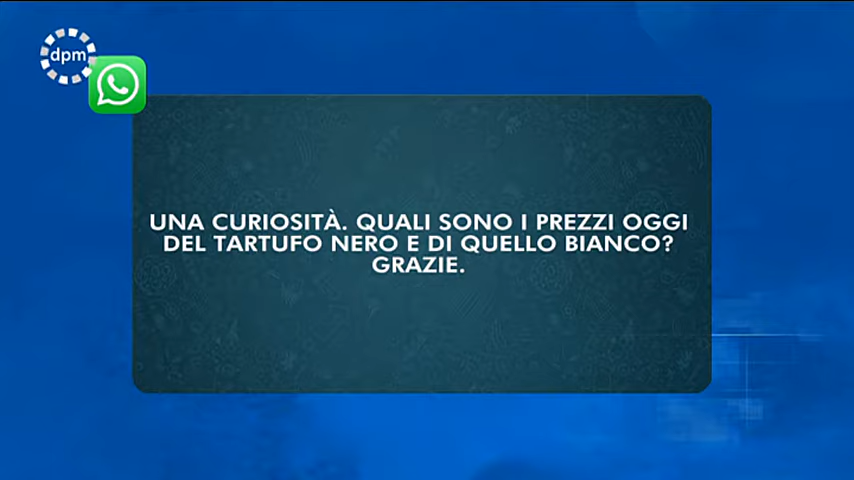 dpm
UNA CURIOSITÀ. QUALI SONO I PREZZI OGGI
DEL TARTUFO NERO E DI QUELLO BIANCO?
GRAZIE.